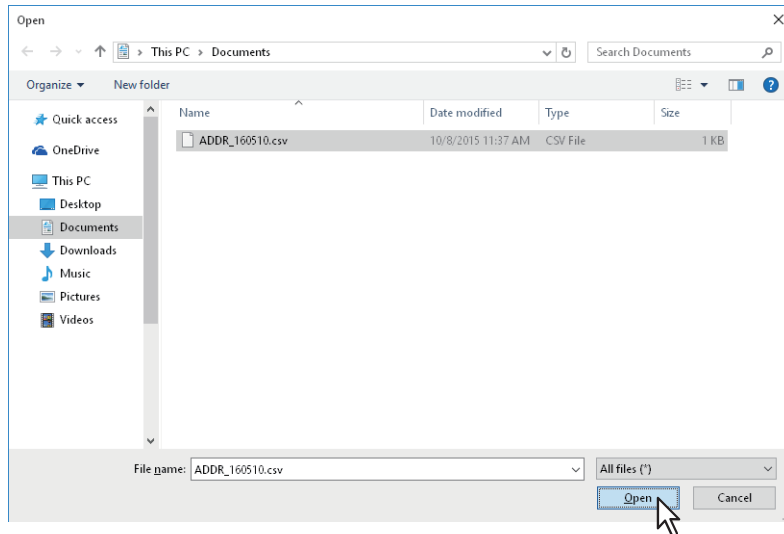 Open
This PC > Documents
Search Documents
Organize
New folder
Name
Date modified
Type
Size
ADDR_160510.csv
10/8/2015 11:37 AM
CSV File
1 KB
Quick access
OneDrive
This PC
Desktop
Documents
Downloads
Music
Pictures
Videos
File name:
ADDR_160510.csv
All files (*)
Open
Cancel